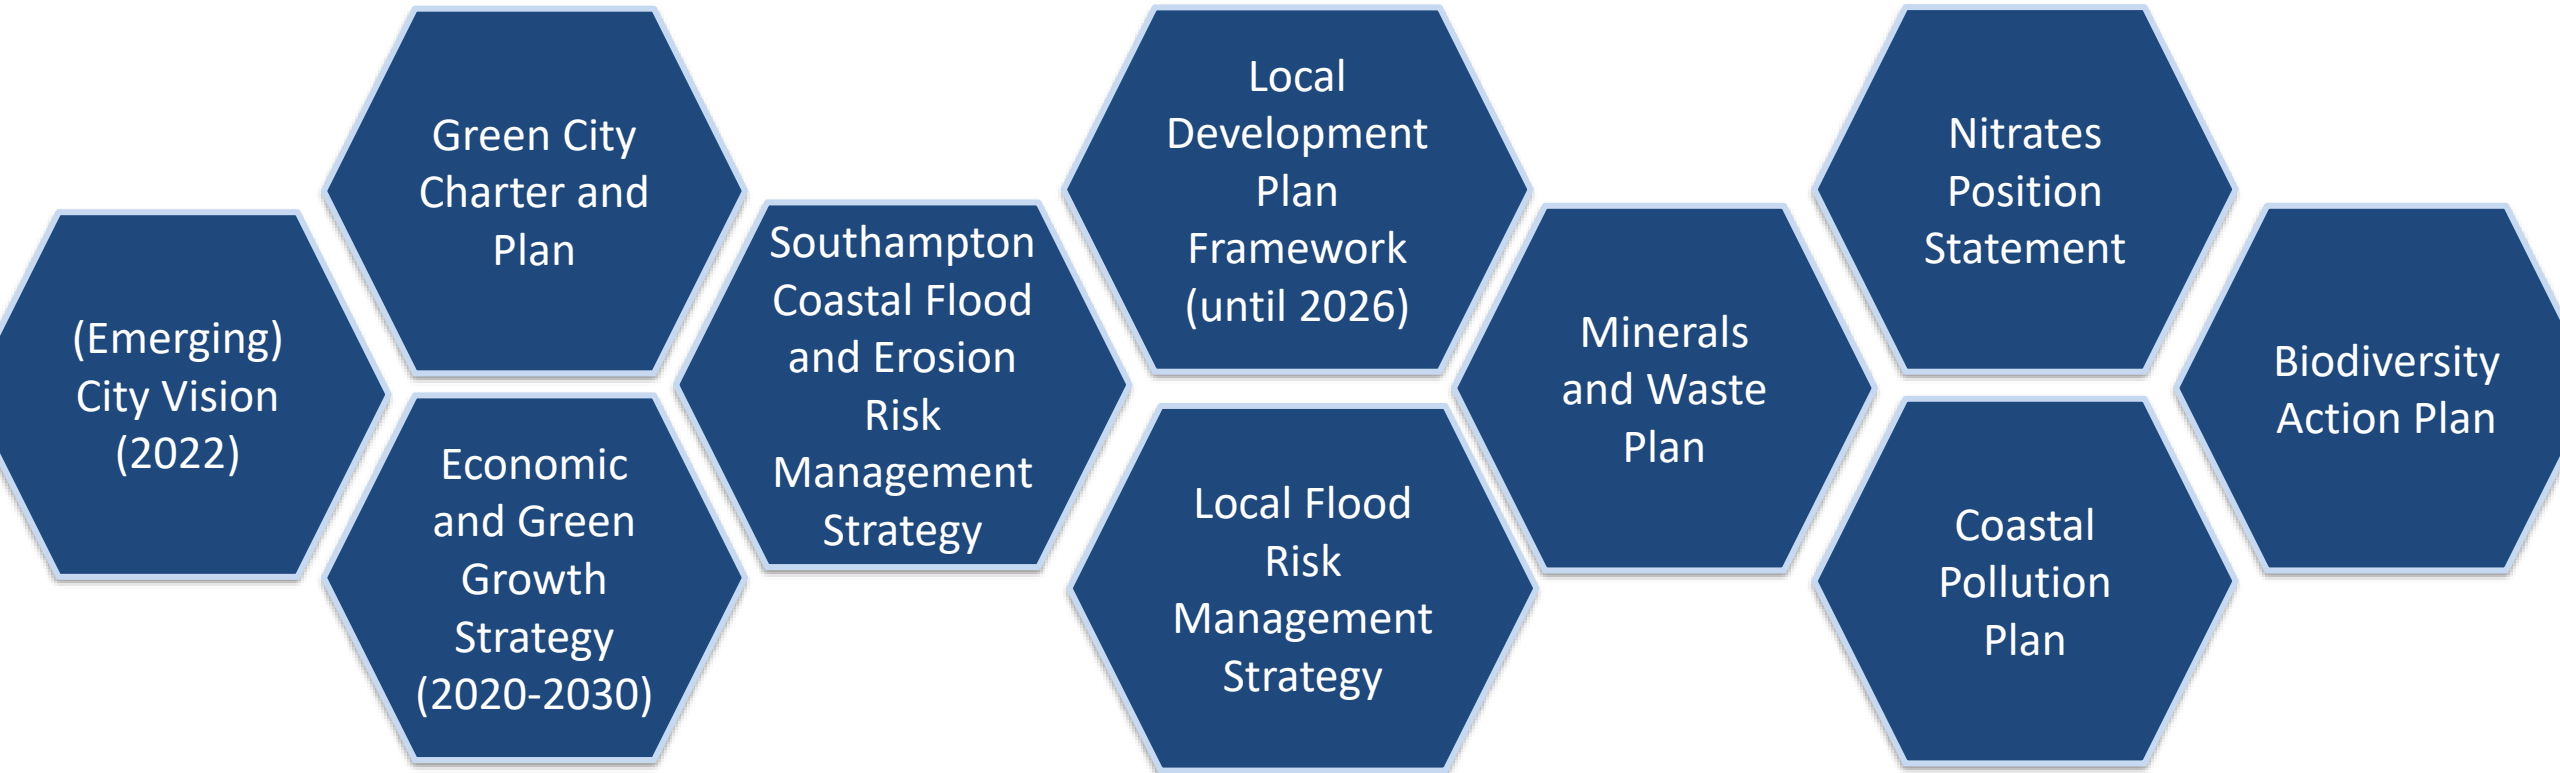 (Emerging)
City Vision
(2022)
Green City
Charter and
Plan
Economic
and Green
Growth
Strategy
(2020-2030)
Southampton
Coastal Flood
and Erosion
Risk
Management
Strategy
Local
Development
Plan
Framework
(until 2026)
Local Flood
Risk
Management
Strategy
Minerals
and Waste
Plan
Nitrates
Position
Statement
Coastal
Pollution
Plan
Biodiversity
Action Plan